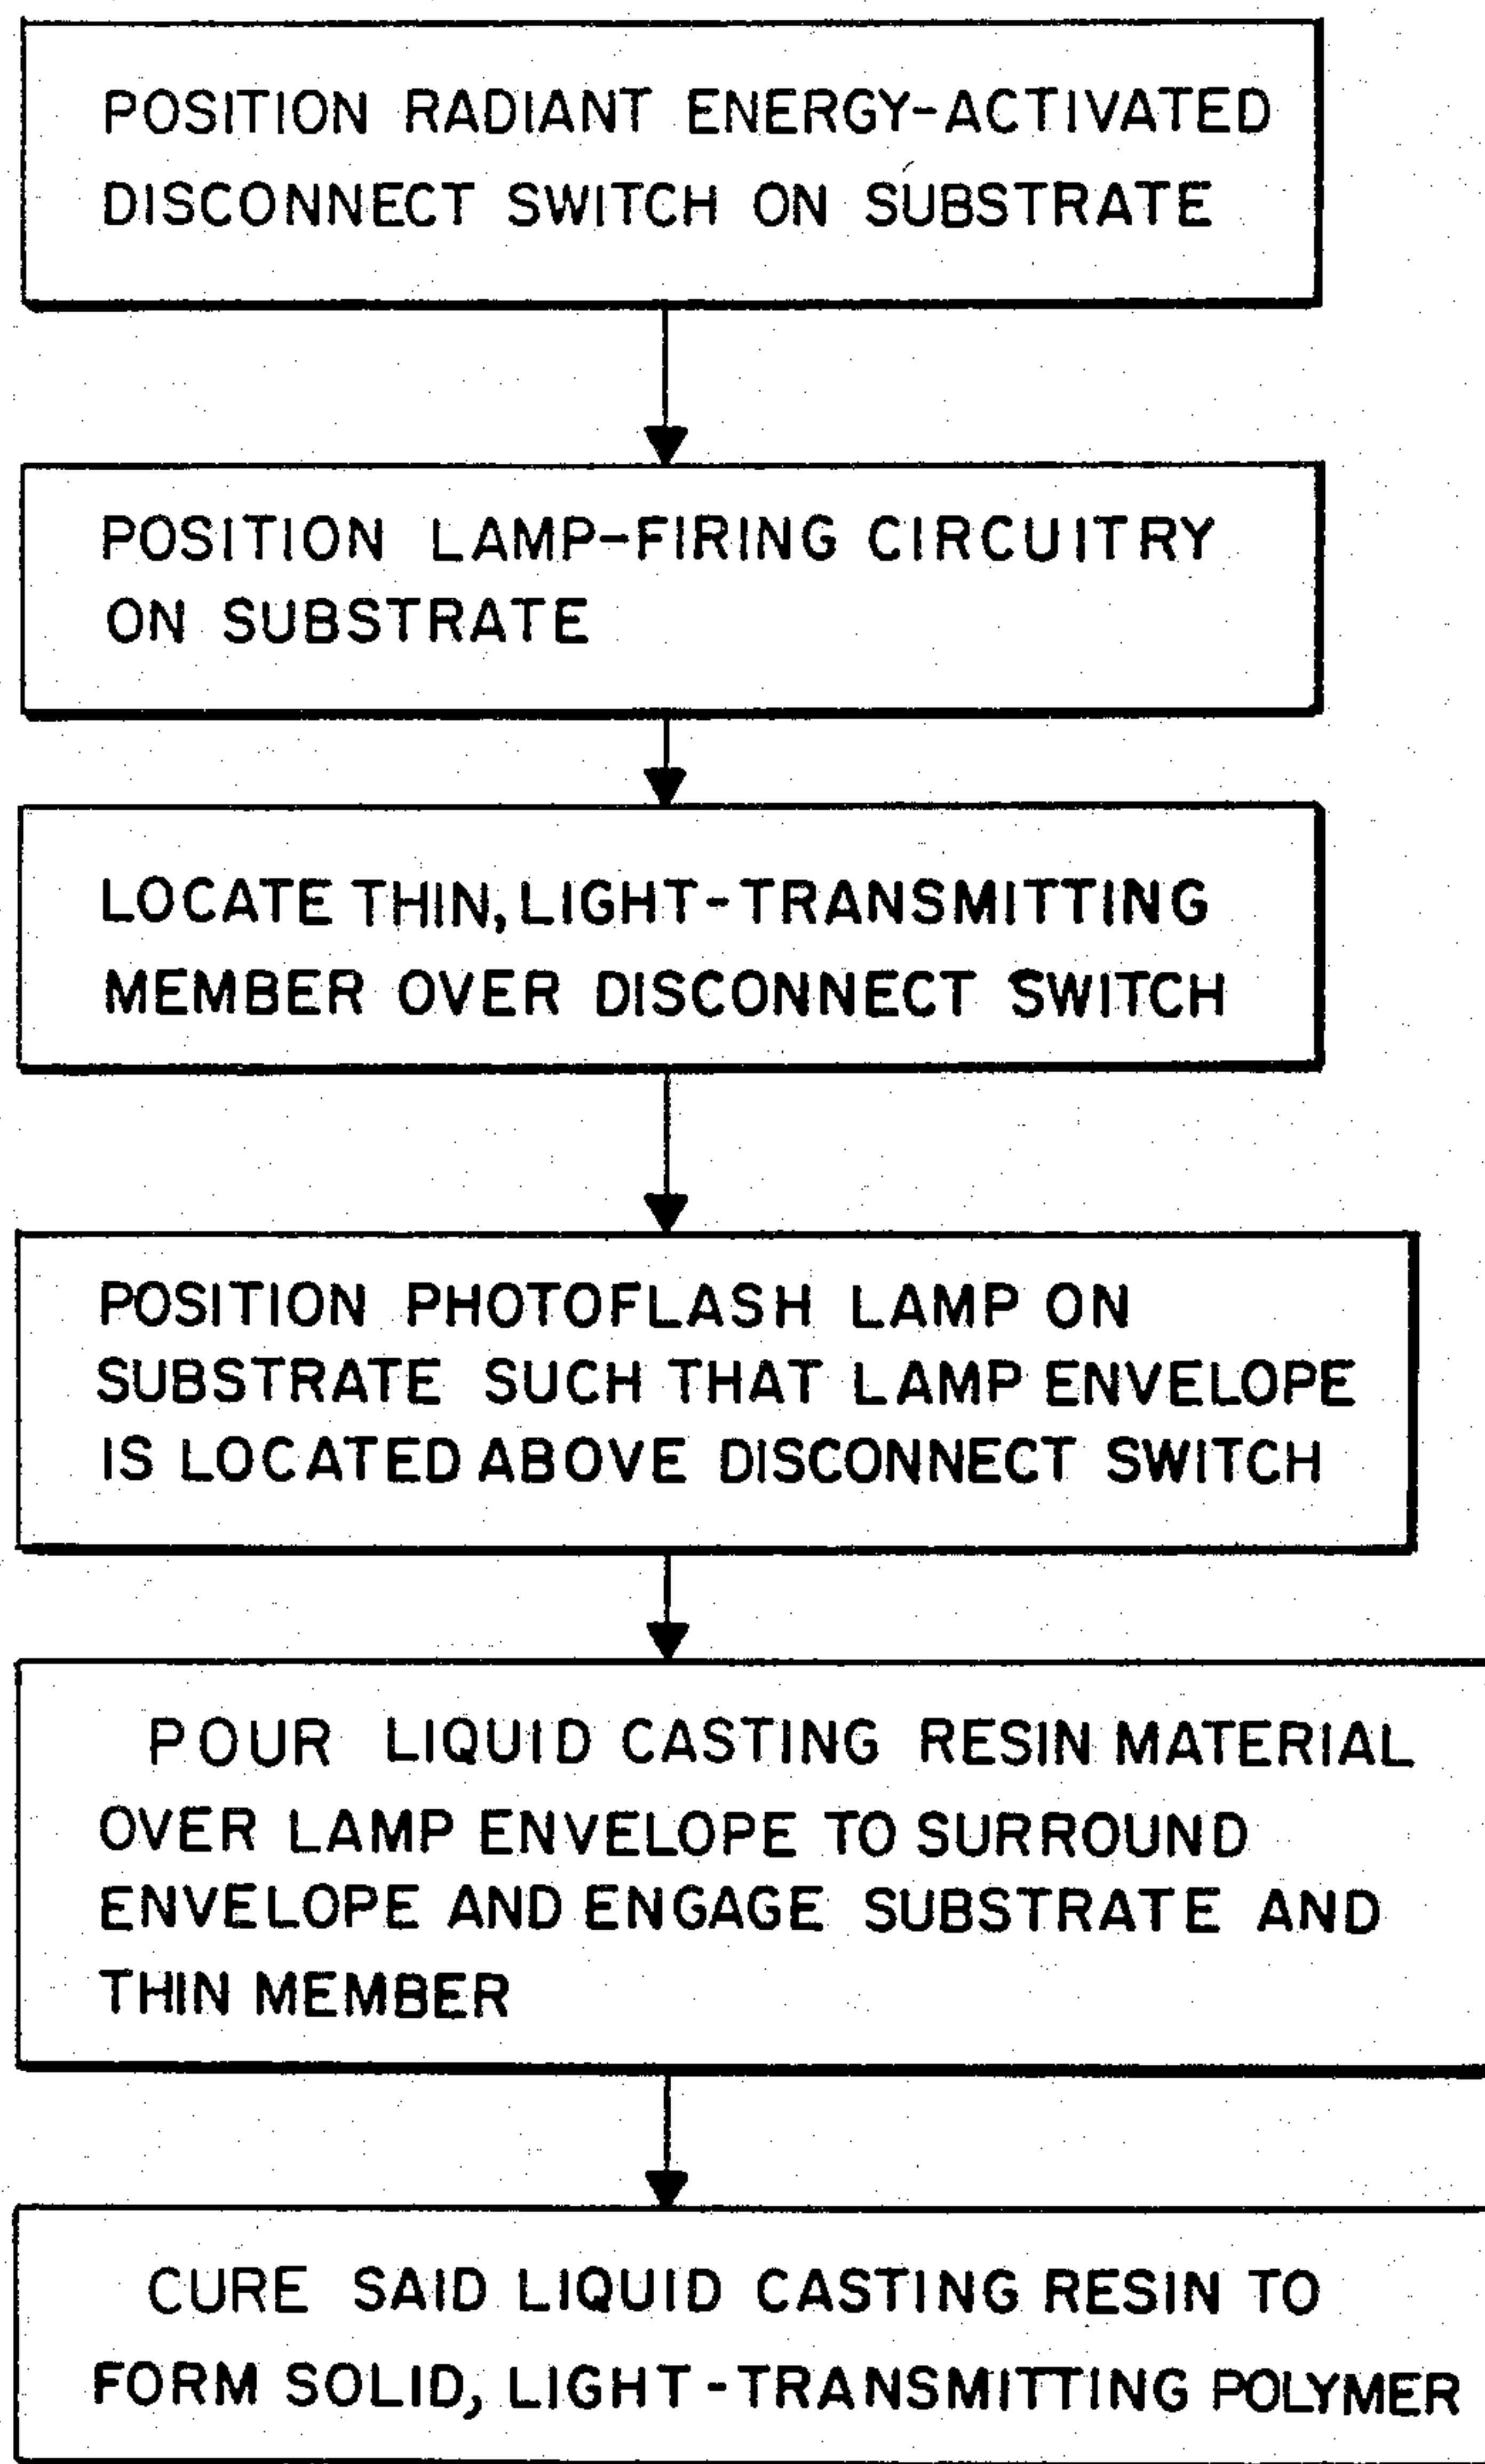 POSITION RADIANT ENERGY-ACTIVATED
DISCONNECT SWITCH ON SUBSTRATE
POSITION LAMP-FIRING CIRCUITRY
ON SUBSTRATE
LOCATE THIN, LIGHT-TRANSMITTING
MEMBER OVER DISCONNECT SWITCH
POSITION PHOTOFLASH LAMP ON
SUBSTRATE SUCH THAT LAMP ENVELOPE
IS LOCATED ABOVE DISCONNECT SWITCH
POUR LIQUID CASTING RESIN MATERIAL
OVER LAMP ENVELOPE TO SURROUND
ENVELOPE AND ENGAGE SUBSTRATE AND
THIN MEMBER
CURE SAID LIQUID CASTING RESIN TO
FORM SOLID, LIGHT-TRANSMITTING POLYMER